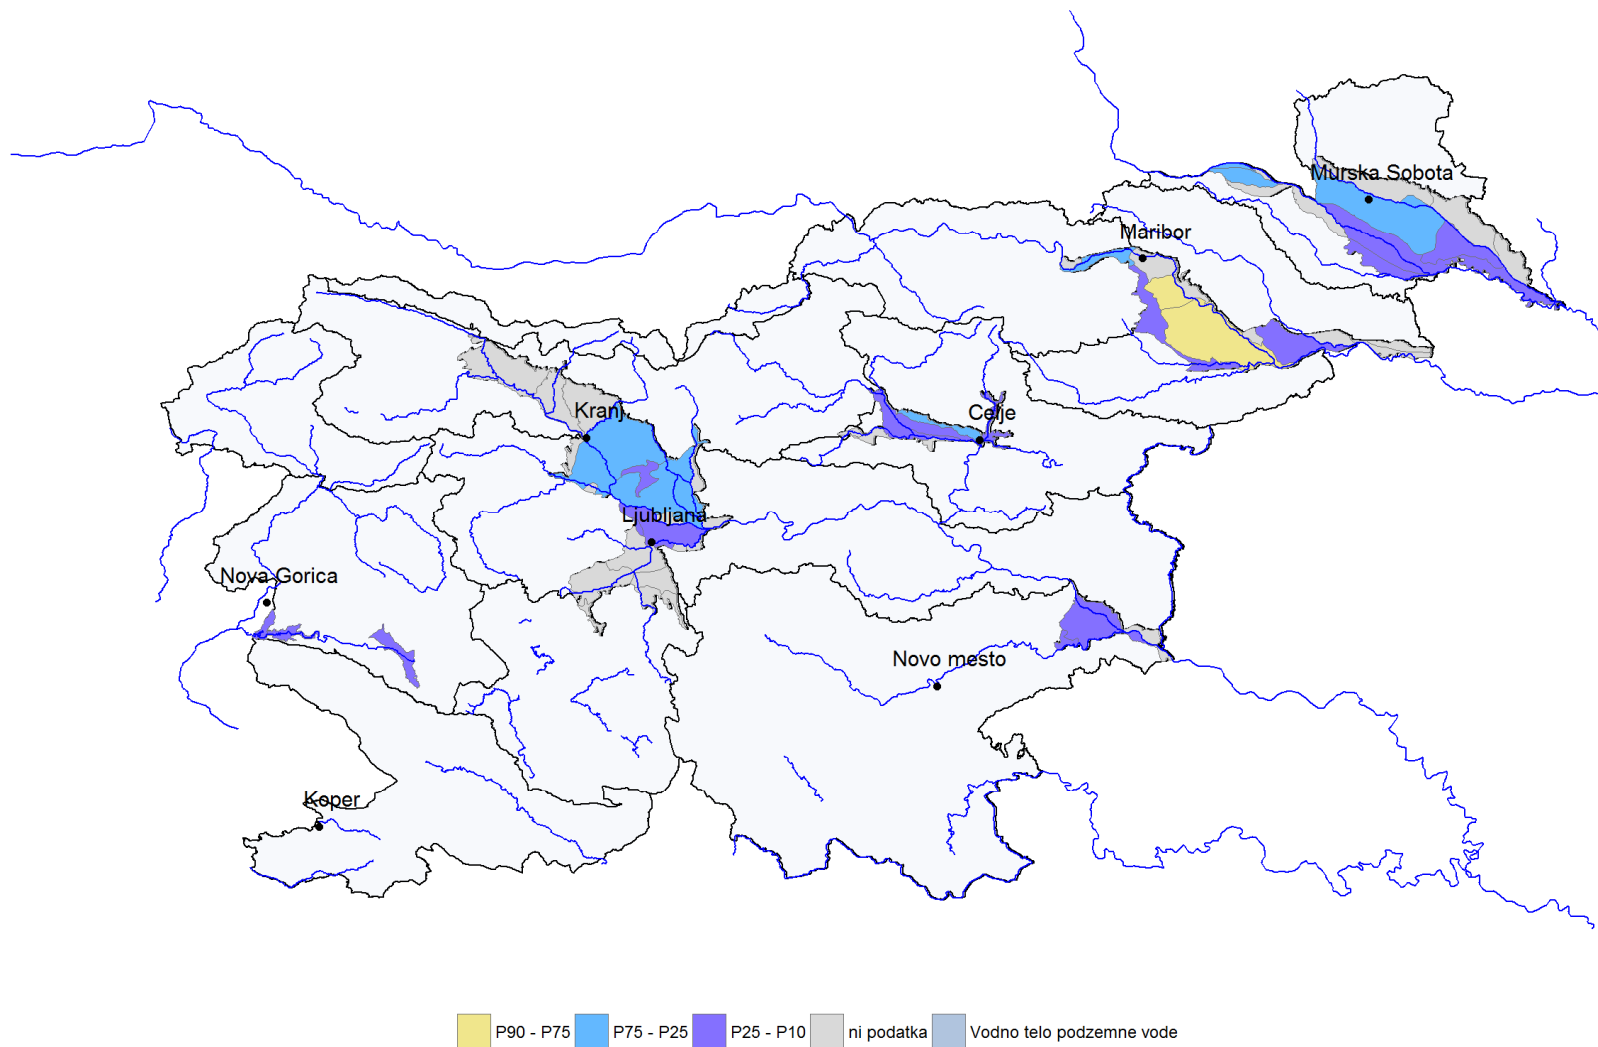 Murska Sobota
Maribor
Kranj
Celje
Ljubljana
Nova Gorica
Novo mesto
Koper
P90 - P75 P75 - P25 P25 - P10 ni podatka Vodno telo podzemne vode